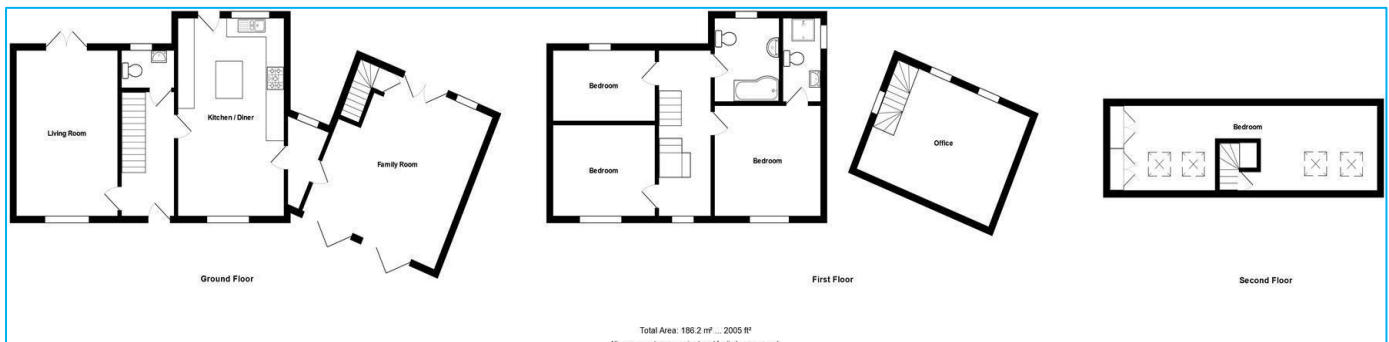 Living Room
Kitchen / Diner
Family Room
Ground Floor
Bedroom
Bedroom
Bedroom
Office
First Floor
Bedroom
Second Floor
Total Area: 186.2 m² ... 2005 ft²